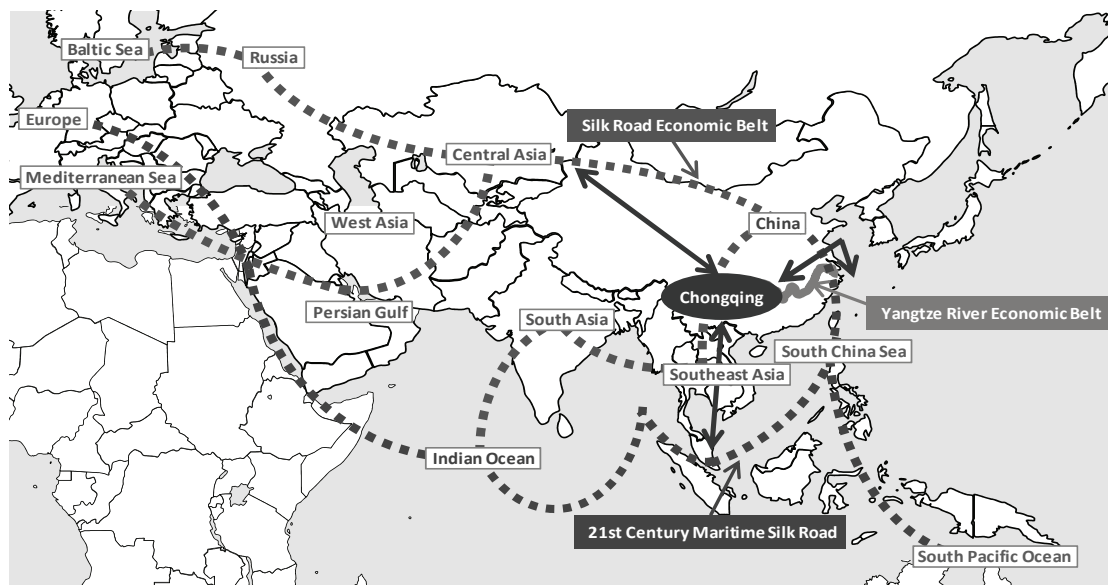 Baltic Sea
Russia
Europe
Silk Road Economic Belt
Central Asia
Mediterranean Sea
West Asia
China
Chongqing
Persian Gulf
South Asia
Yangtze River Economic Belt
South China Sea
Southeast Asia
Indian Ocean
21st Century Maritime Silk Road
South Pacific Ocean